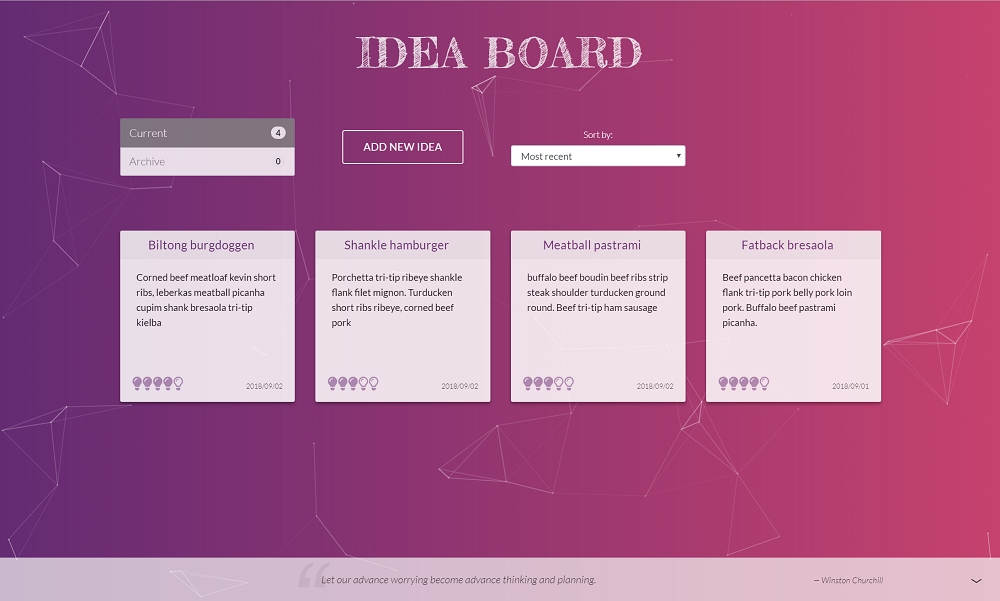 IDEA BOARD
Current 4
Archive 0
ADD NEW IDEA
Sort by:
Most recent
Biltong burgdoggen
Corned beef meatloaf kevin short
ribs, leberkas meatball picanha
cupim shank bresaola tri-tip
kielba
2018/09/02
Shankle hamburger
Porchetta tri-tip ribeye shankle
flank filet mignon. Turducken
short ribs ribeye, corned beef
pork
2018/09/02
Meatball pastrami
buffalo beef boudin beef ribs strip
steak shoulder turducken ground
round. Beef tri-tip ham sausage
2018/09/02
Fatback bresaola
Beef pancetta bacon chicken
flank tri-tip pork belly pork loin
pork. Buffalo beef pastrami
picanha.
2018/09/01
“ Let our advance worrying become advance thinking and planning.
— Winston Churchill